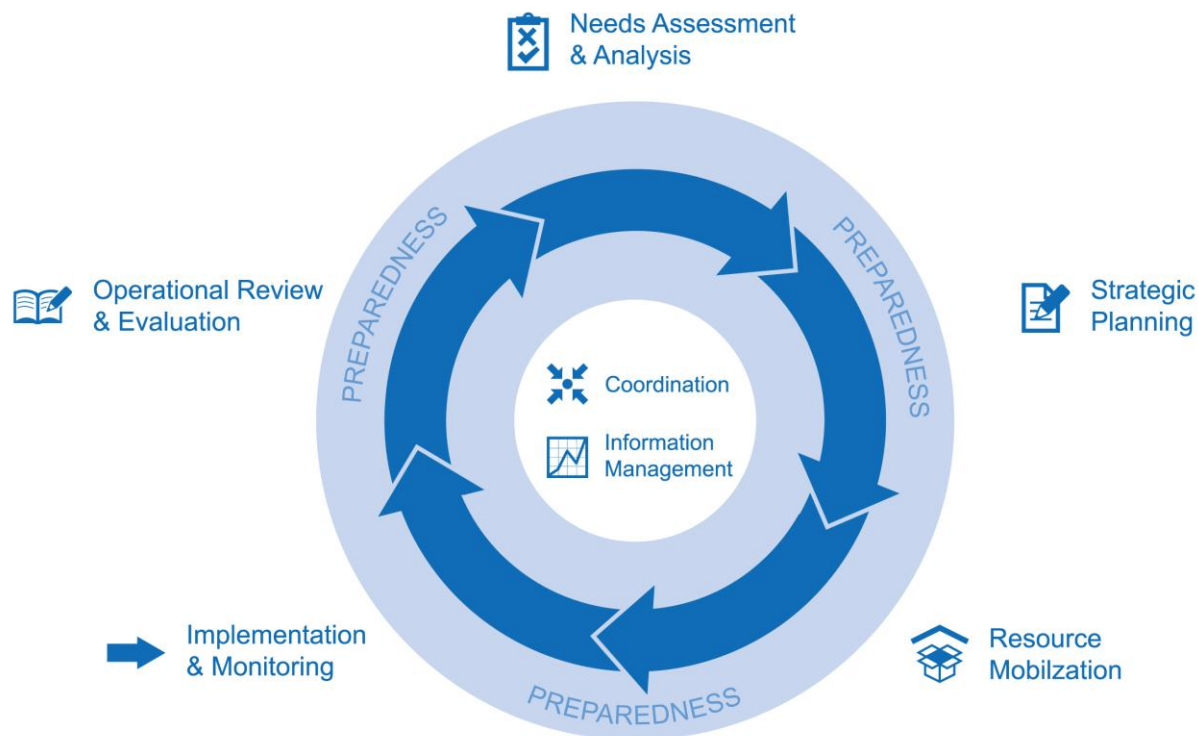 Needs Assessment
& Analysis
PREPAREDNESS
PREPAREDNESS
Operational Review
& Evaluation
Strategic
Planning
Coordination
Information
Management
Implementation
& Monitoring
Resource
Mobilzation
PREPAREDNESS